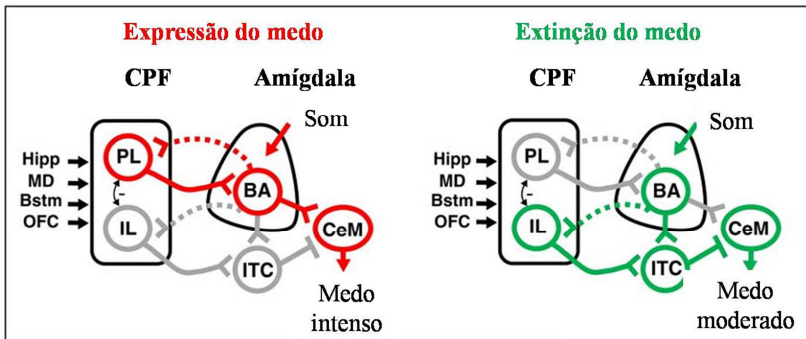 Expressão do medo
CPF
Amígdala
Som
Hipp
MD
Bstm
OFC
PL
-
IL
BA
ITC
CeM
Medo
intenso
Extinção do medo
CPF
Amígdala
Som
Hipp
MD
Bstm
OFC
PL
-
IL
BA
ITC
CeM
Medo
moderado